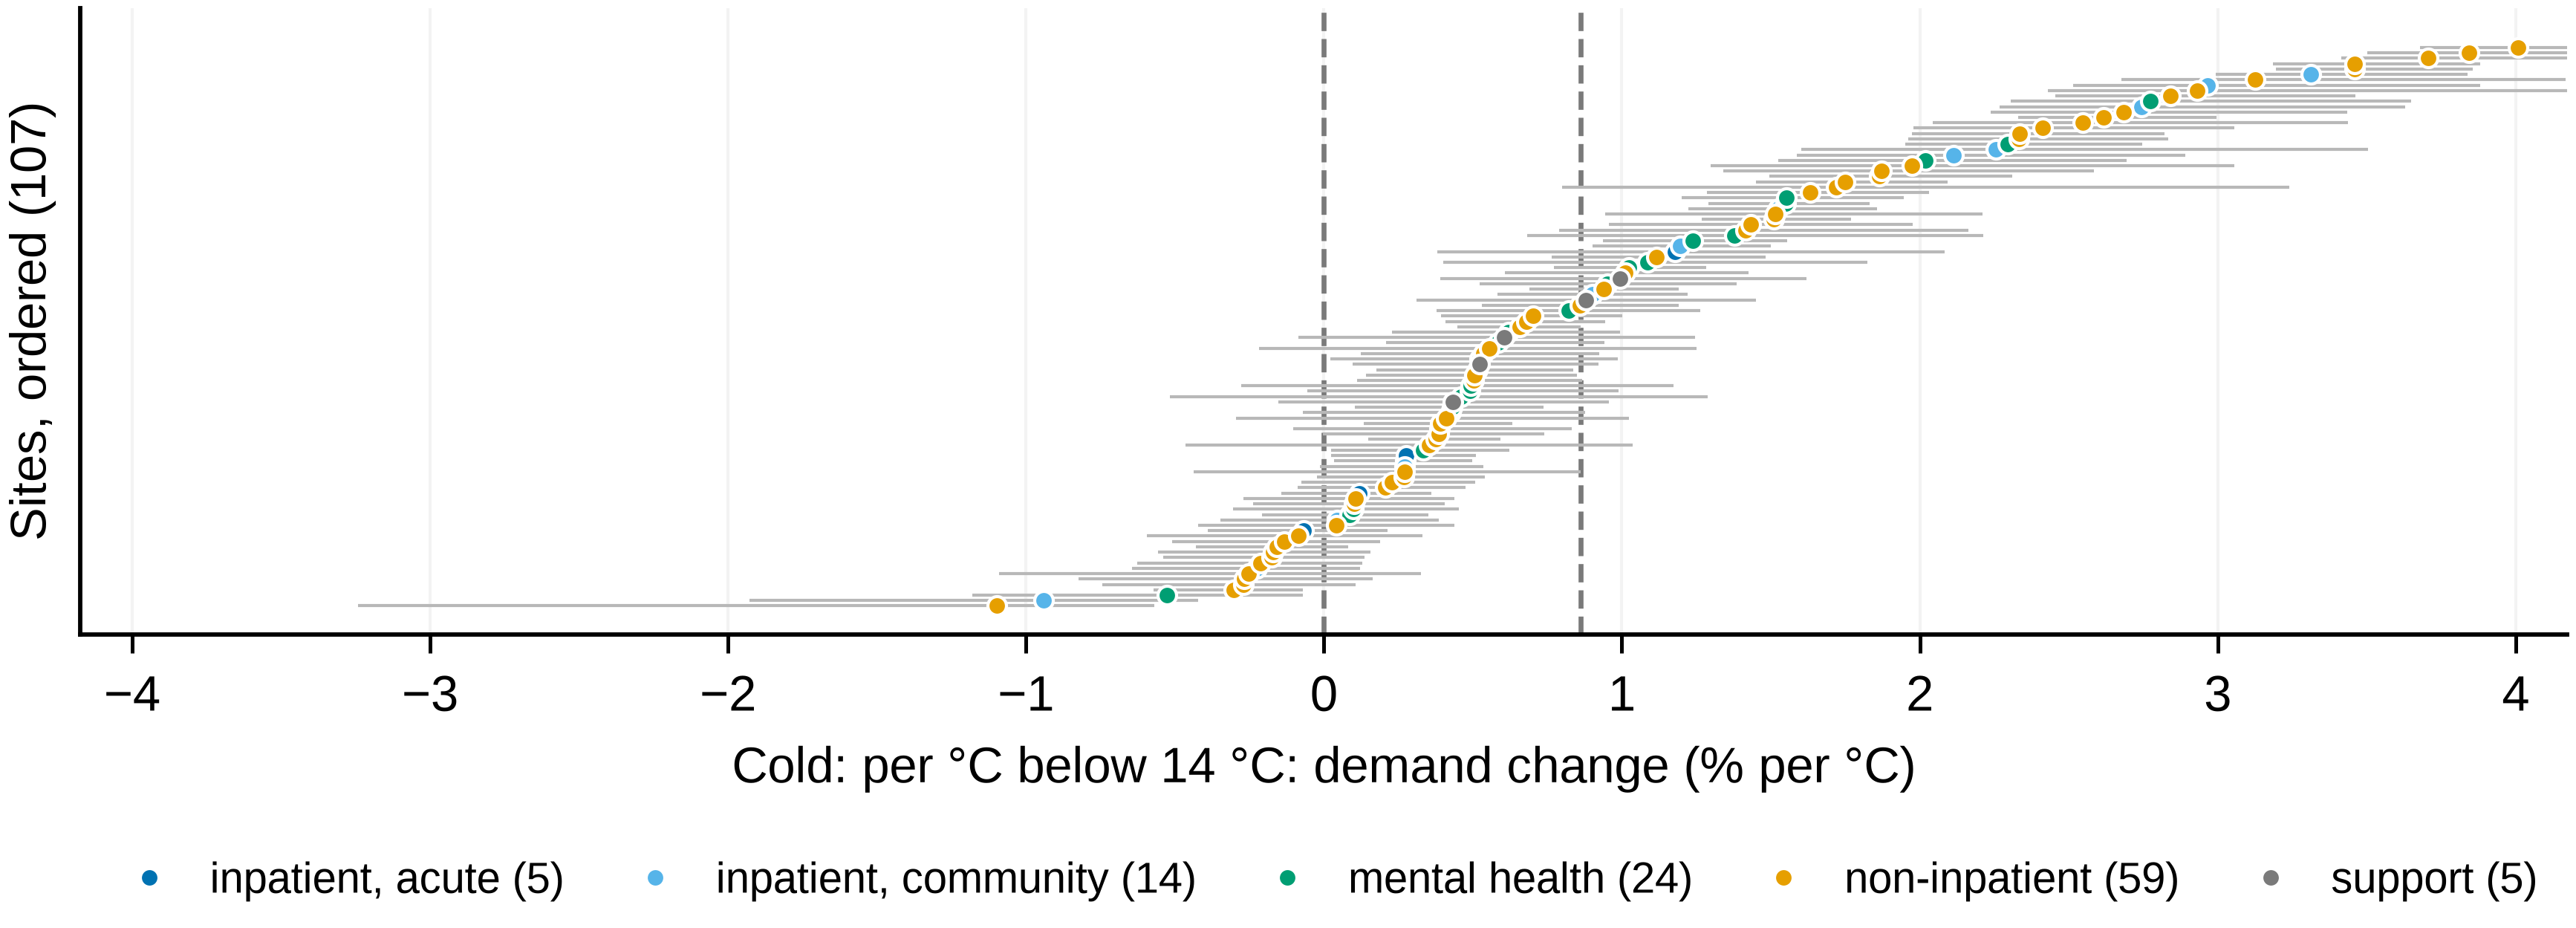 Sites, ordered (107)
−4 −3 −2 −1 0 1 2 3 4
Cold: per °C below 14 °C: demand change (% per °C)
inpatient, acute (5) inpatient, community (14) mental health (24) non-inpatient (59) support (5)